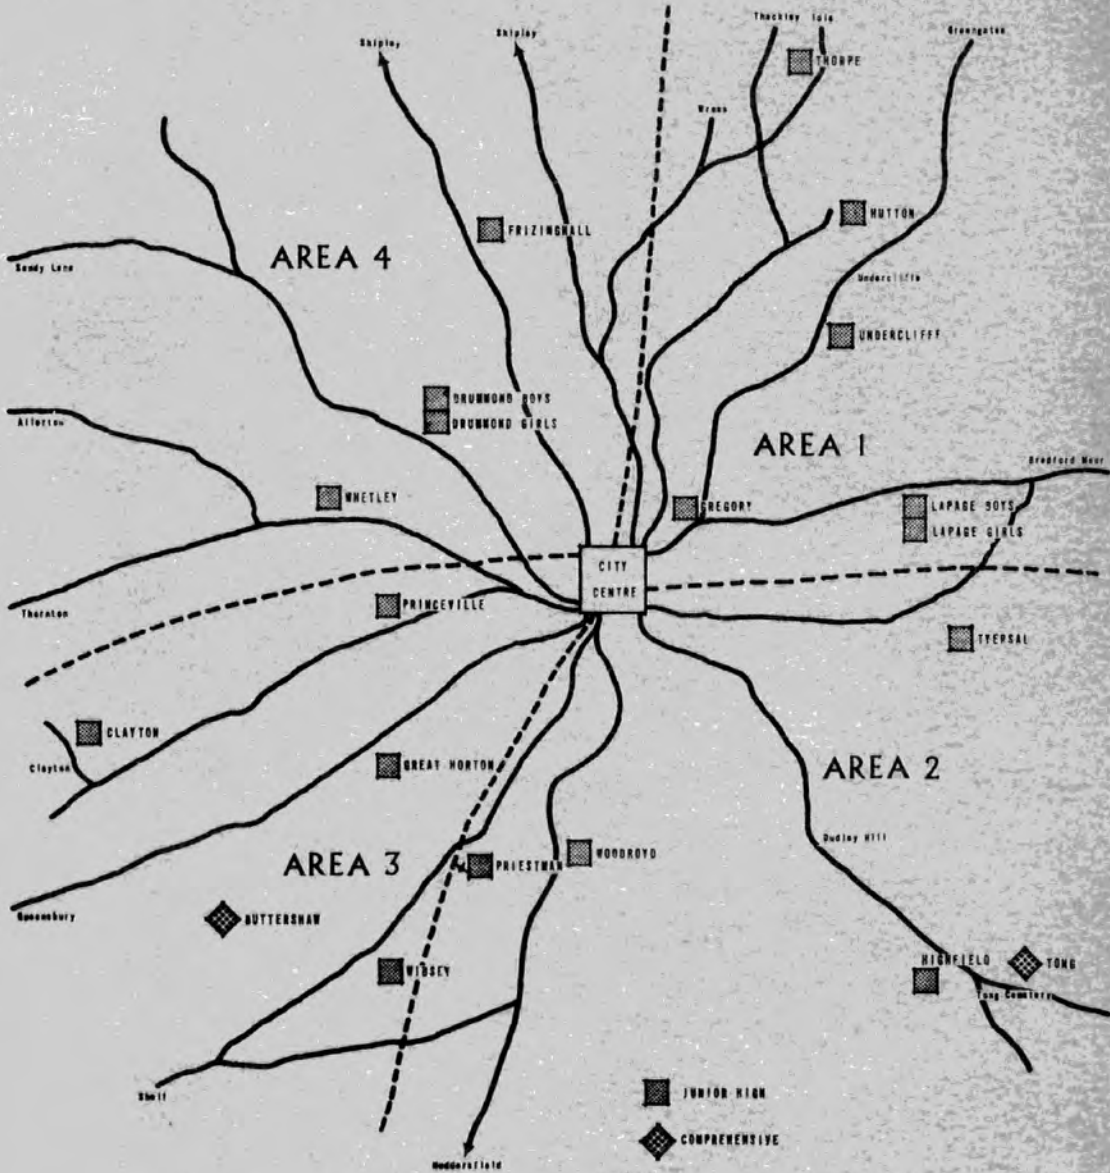 Shipley
Shipley
Thackley
Idle
Greengates
THORPE
Wrose
HUTTON
FRIZINGHALL
AREA 4
Sandy Lane
Undercliffe
UNDERCLIFFE
DRUMMOND BOYS
DRUMMOND GIRLS
Allerton
AREA 1
Bradford Moor
WHETLEY
GREGORY
LAPAGE BOYS
LAPAGE GIRLS
CITY
CENTRE
Thornton
PRINCEVILLE
TYERSAL
CLAYTON
Clayton
GREAT HORTON
AREA 2
Dudley Hill
AREA 3
PRIESTMAN
WOODROYD
Queensbury
BUTTERSHAW
WIBSEY
HIGHFIELD
TONG
Tong Cemetery
Shelf
JUNIOR HIGH
COMPREHENSIVE
Huddersfield